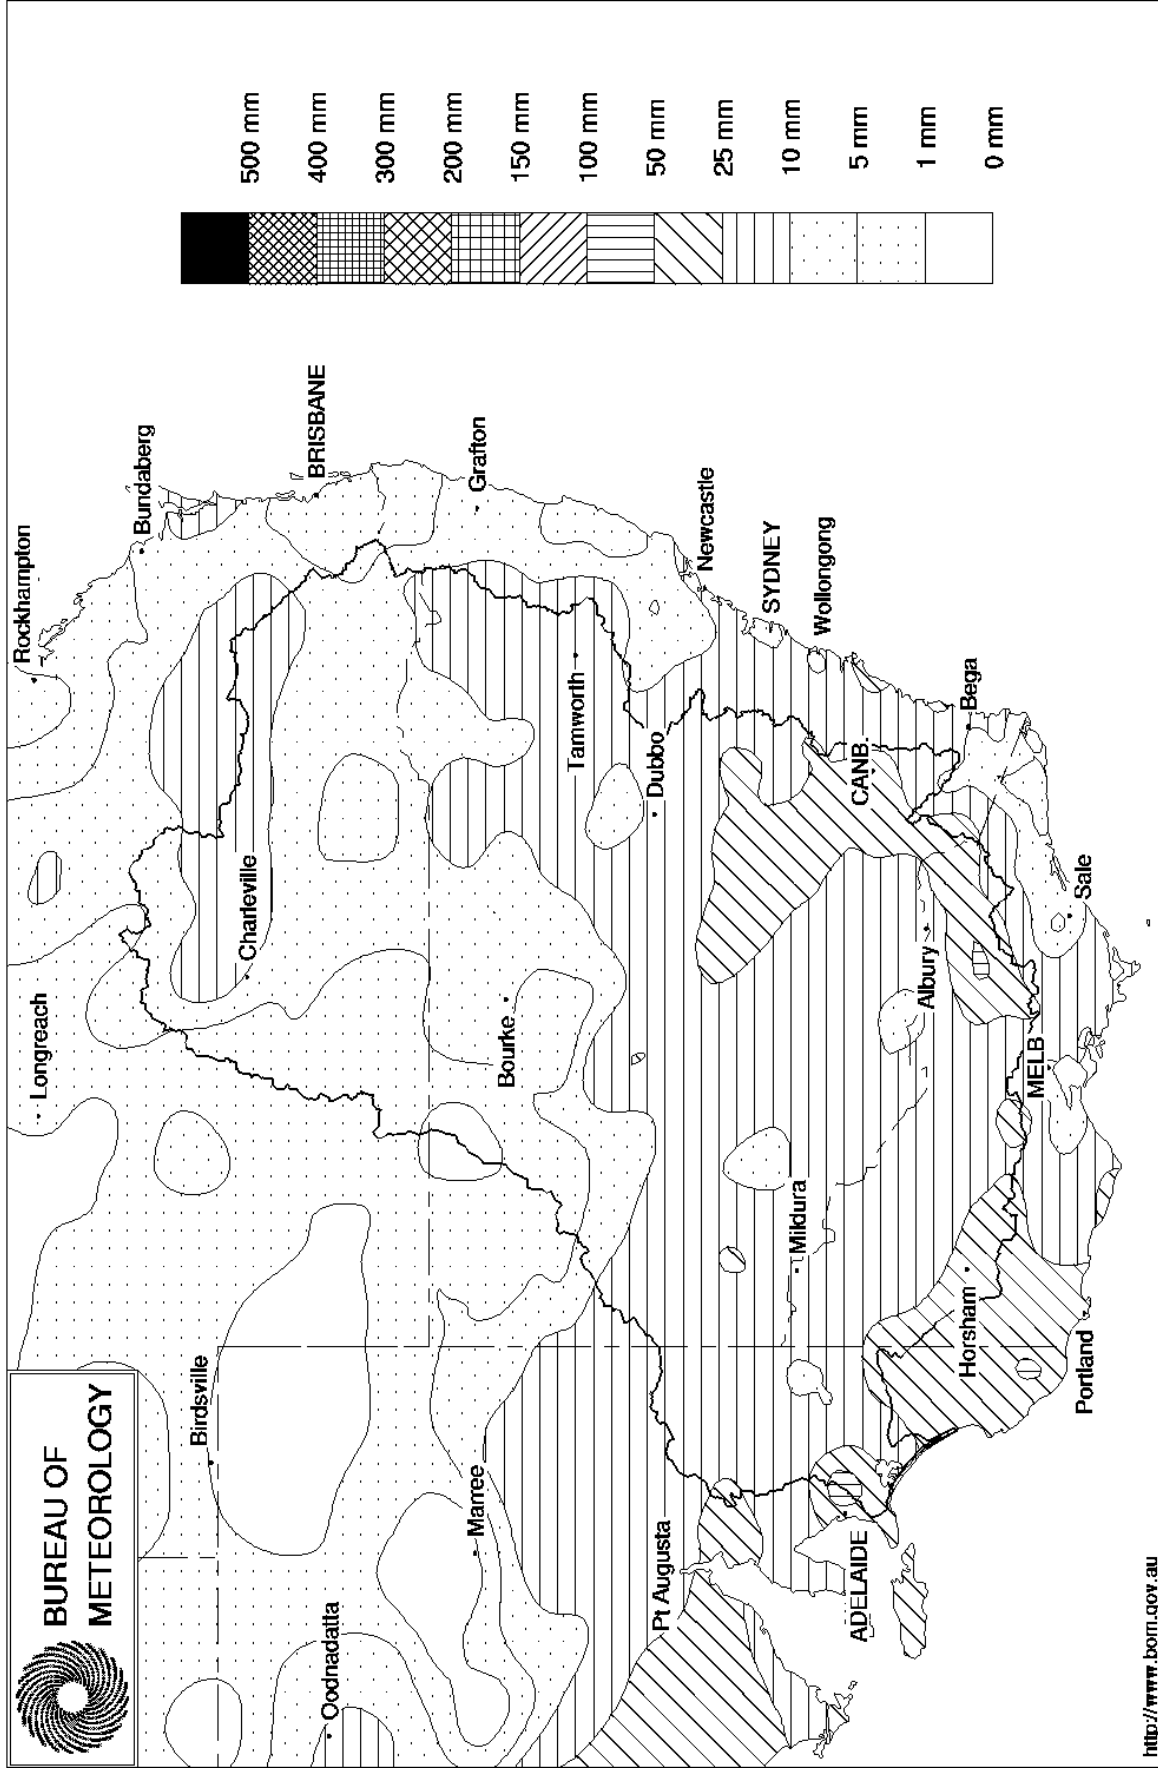 BUREAU OF
METEOROLOGY
Rockhampton
Longreach
Bundaberg
Birdsville
Charleville
BRISBANE
Oodnadatta
Marree
Bourke
Grafton
Tamworth
Pt Augusta
Dubbo
Newcastle
SYDNEY
Mildura
Wollongong
ADELAIDE
CANB.
Albury
Horsham
Bega
MELB
Sale
Portland
500 mm
400 mm
300 mm
200 mm
150 mm
100 mm
50 mm
25 mm
10 mm
5 mm
1 mm
0 mm
http://www.bom.gov.au